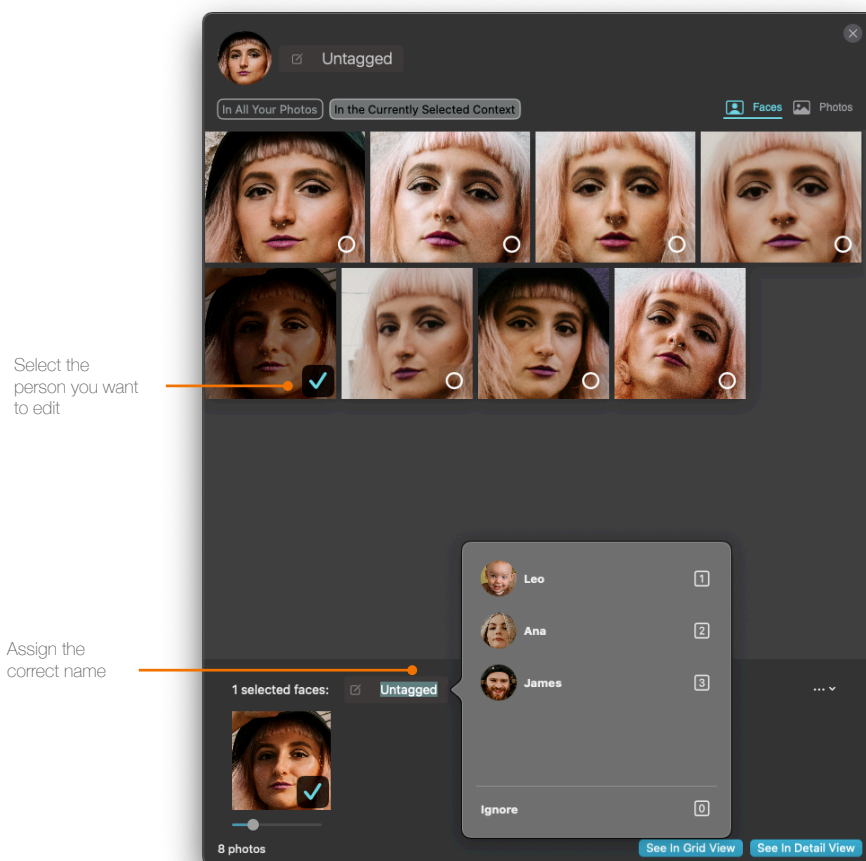 Untagged
In All Your Photos
In the Currently Selected Context
Faces
Photos
Select the
person you want
to edit
Leo
1
Ana
2
James
3
Ignore
0
Assign the
correct name
1 selected faces:
Untagged
...
8 photos
See In Grid View
See In Detail View